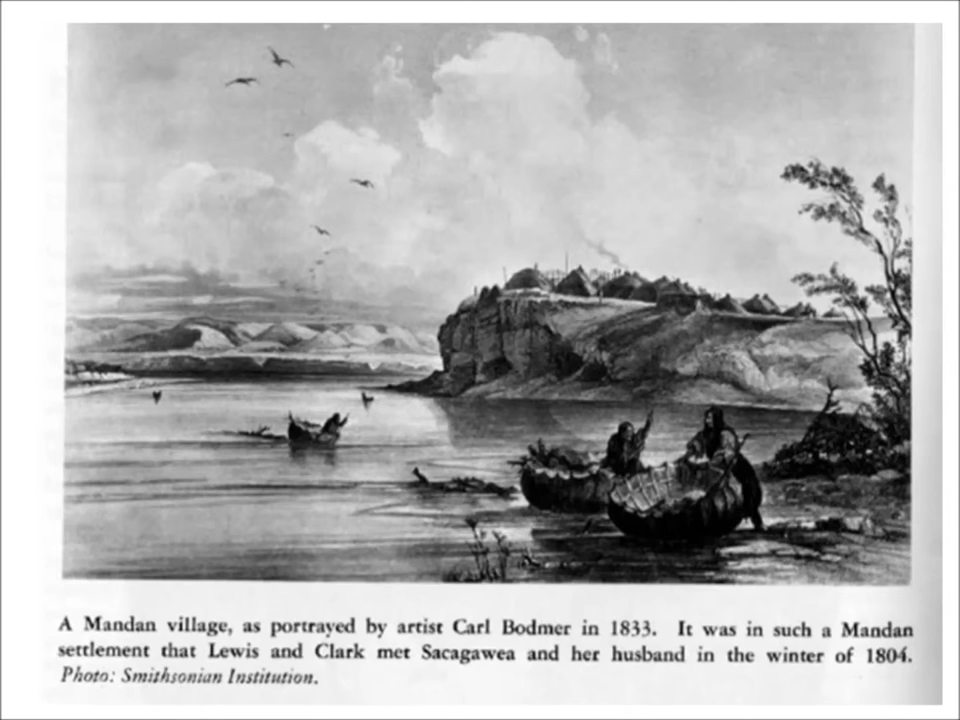 A Mandan village, as portrayed by artist Carl Bodmer in 1833. It was in such a Mandan
settlement that Lewis and Clark met Sacagawea and her husband in the winter of 1804.
Photo: Smithsonian Institution.